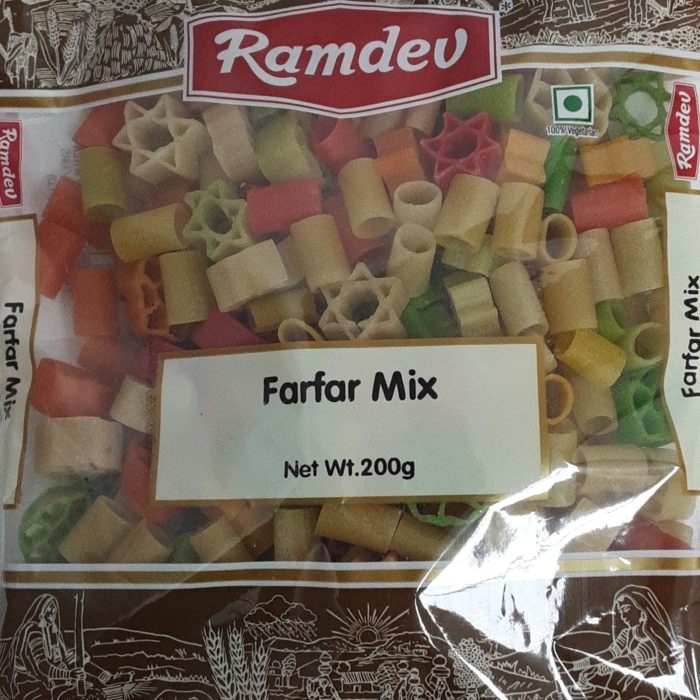 Ramdev
100% Vegetarian
Ramdev
Ramdev
Farfar Mix
Farfar Mix
Farfar Mix
Net Wt.200g